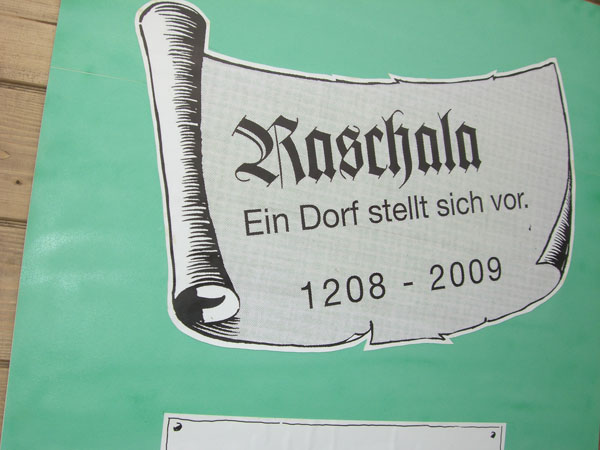 Raschala
Ein Dorf stellt sich vor.
1208 - 2009